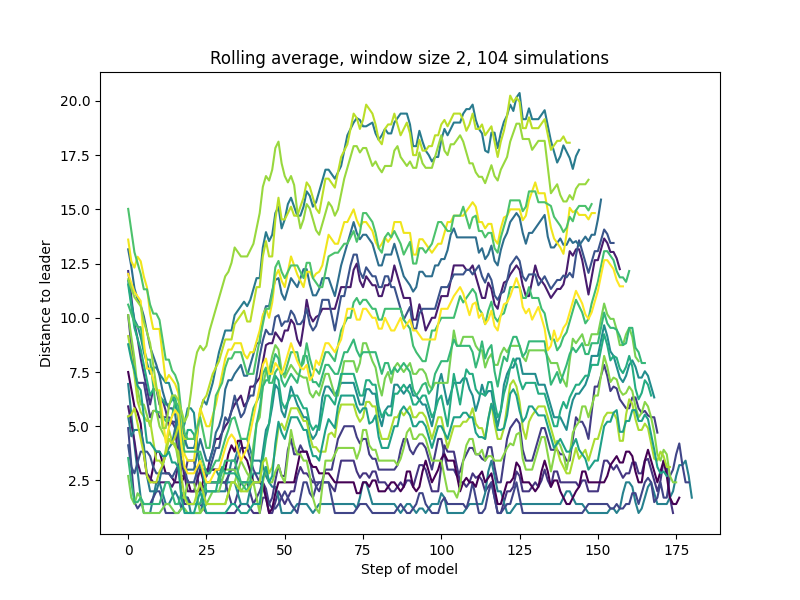 Rolling average, window size 2, 104 simulations
Distance to leader
20.0
17.5
15.0
12.5
10.0
7.5
5.0
2.5
0 25 50 75 100 125 150 175
Step of model